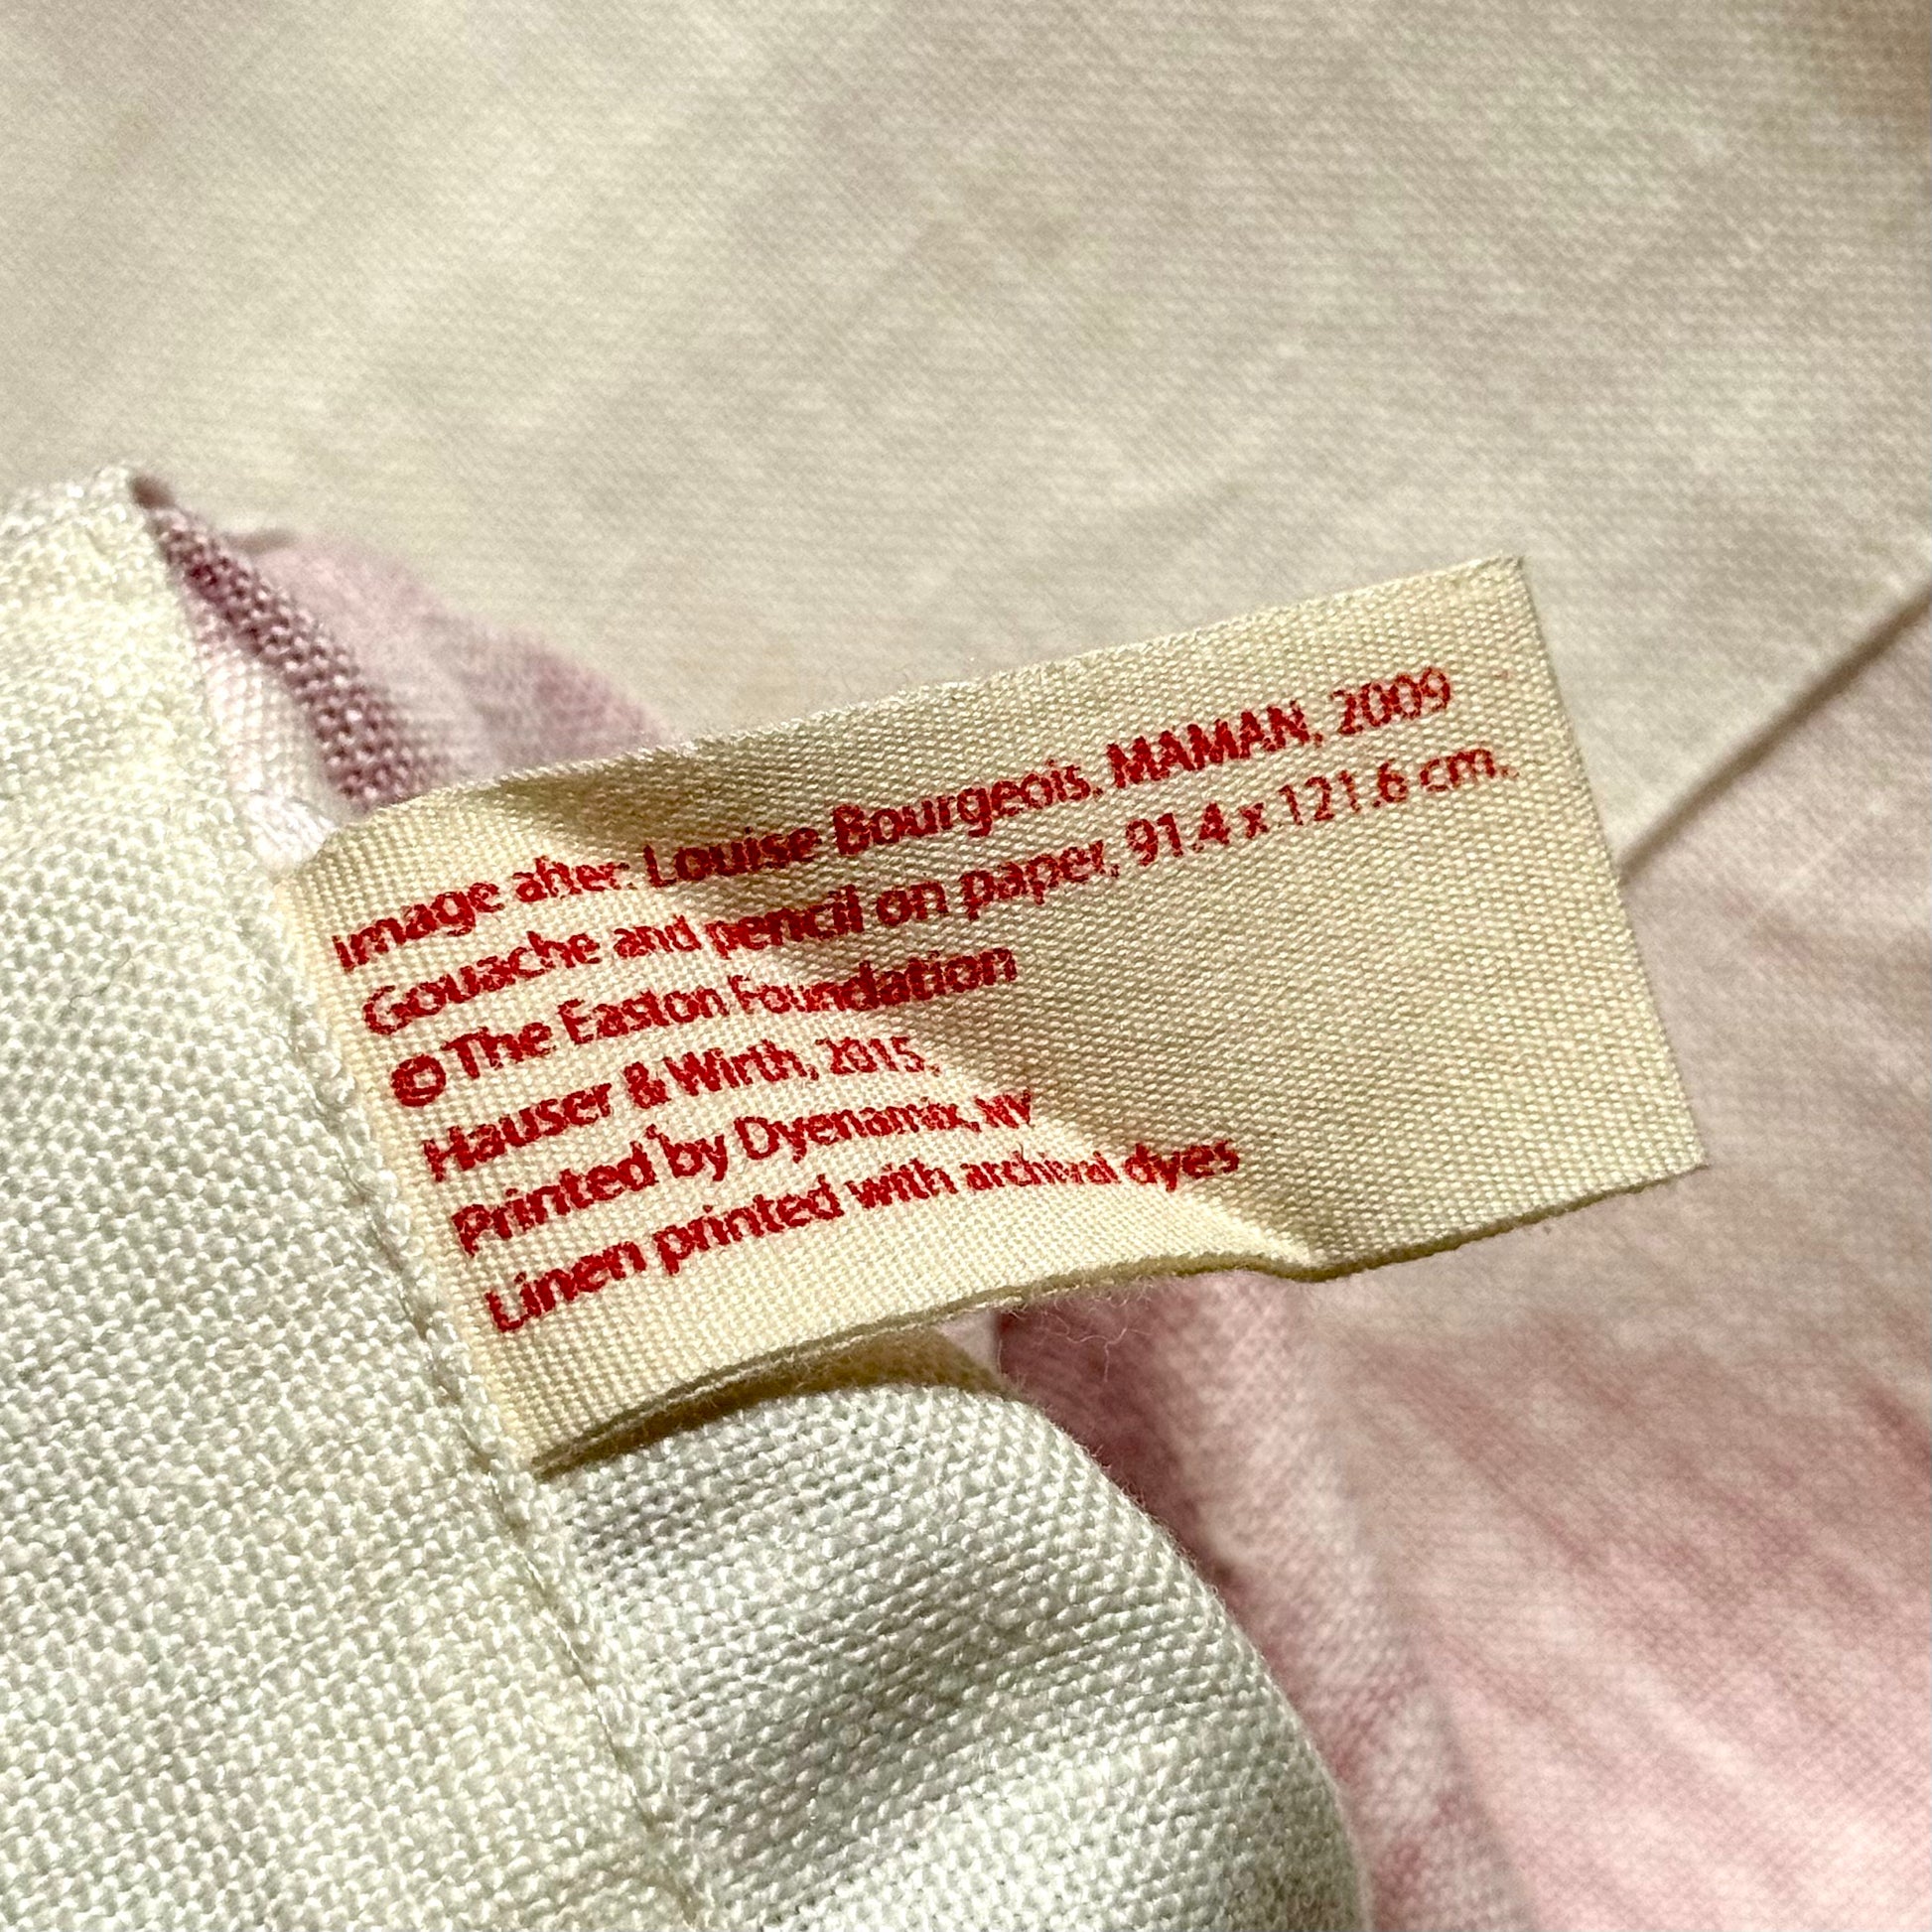 Image after: Louise Bourgeois, MAMAN, 2009
Gouache and pencil on paper, 91.4 x 121.6 cm.
© The Easton Foundation
Hauser & Wirth, 2015,
Printed by Dyenamix, NY
Linen printed with archival dyes